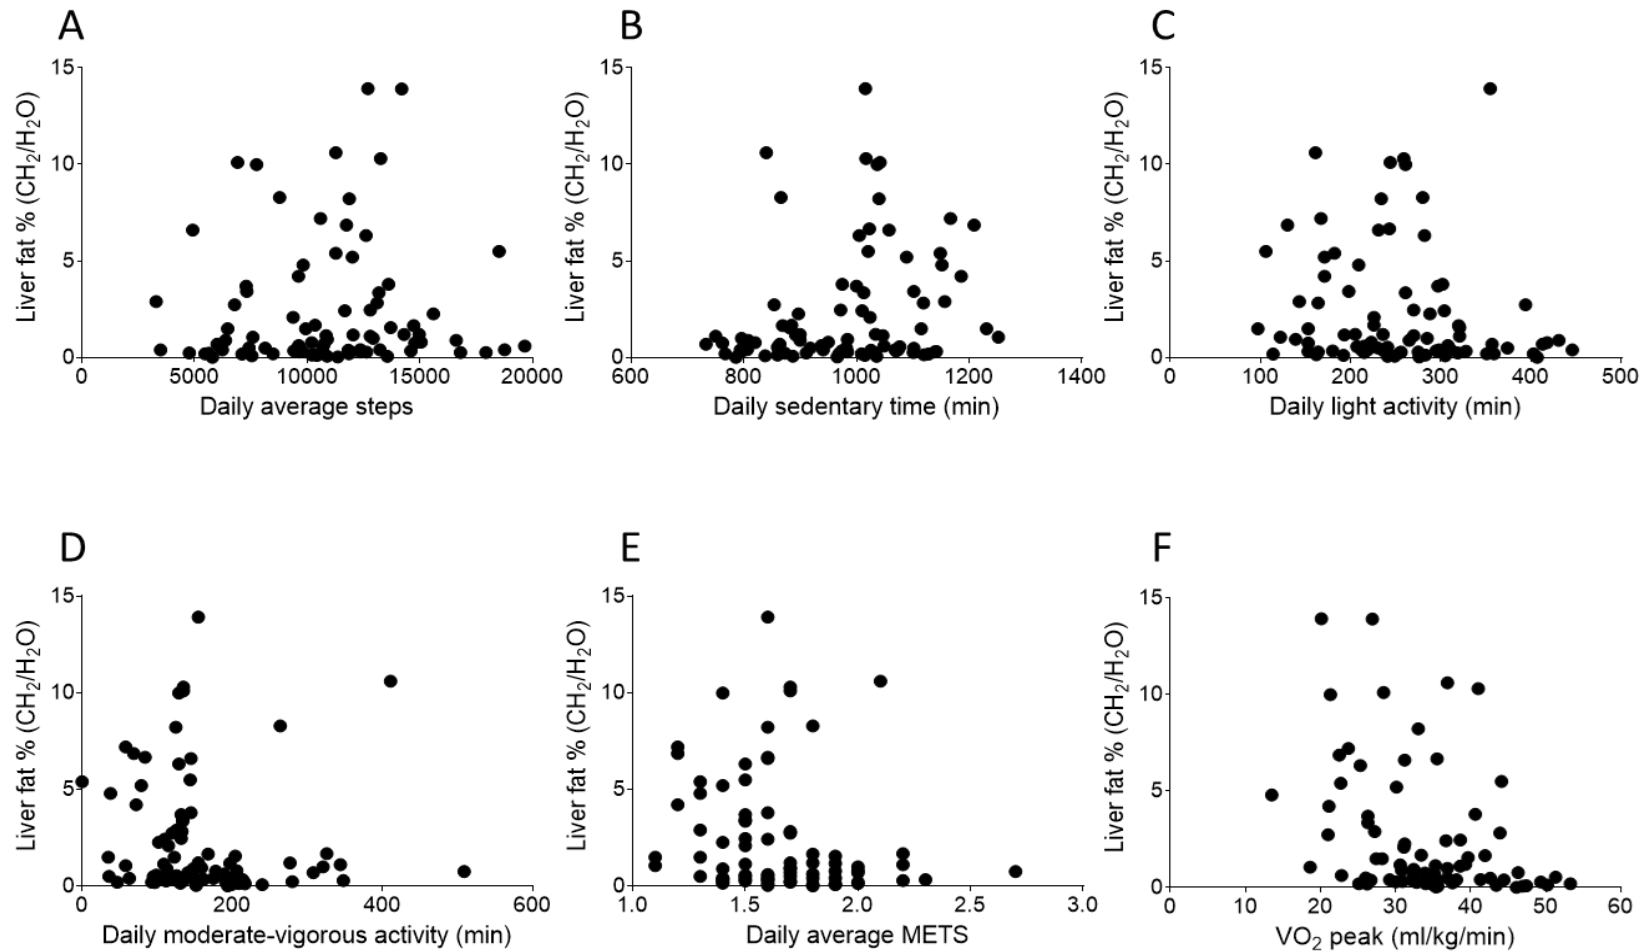 A
B
C
15
10
5
0
Liver fat % (CH₂/H₂O)
0 5000 10000 15000 20000
Daily average steps
15
10
5
0
Liver fat % (CH₂/H₂O)
600 800 1000 1200 1400
Daily sedentary time (min)
15
10
5
0
Liver fat % (CH₂/H₂O)
0 100 200 300 400 500
Daily light activity (min)
D
E
F
15
10
5
0
Liver fat % (CH₂/H₂O)
0 200 400 600
Daily moderate-vigorous activity (min)
15
10
5
0
Liver fat % (CH₂/H₂O)
1.0 1.5 2.0 2.5 3.0
Daily average METS
15
10
5
0
Liver fat % (CH₂/H₂O)
0 10 20 30 40 50 60
VO₂ peak (ml/kg/min)